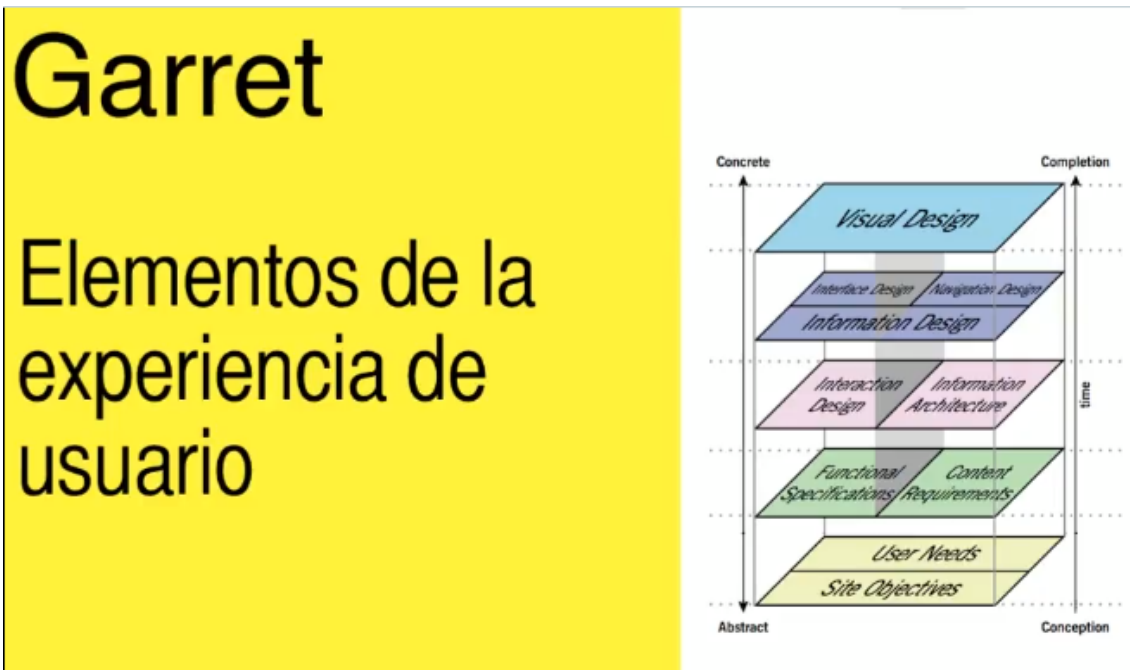 Garret
Elementos de la
experiencia de
usuario
Concrete
Completion
Visual Design
Interface Design
Navigation Design
Information Design
Interaction
Design
Information
Architecture
time
Functional
Specifications
Content
Requirements
User Needs
Site Objectives
Abstract
Conception